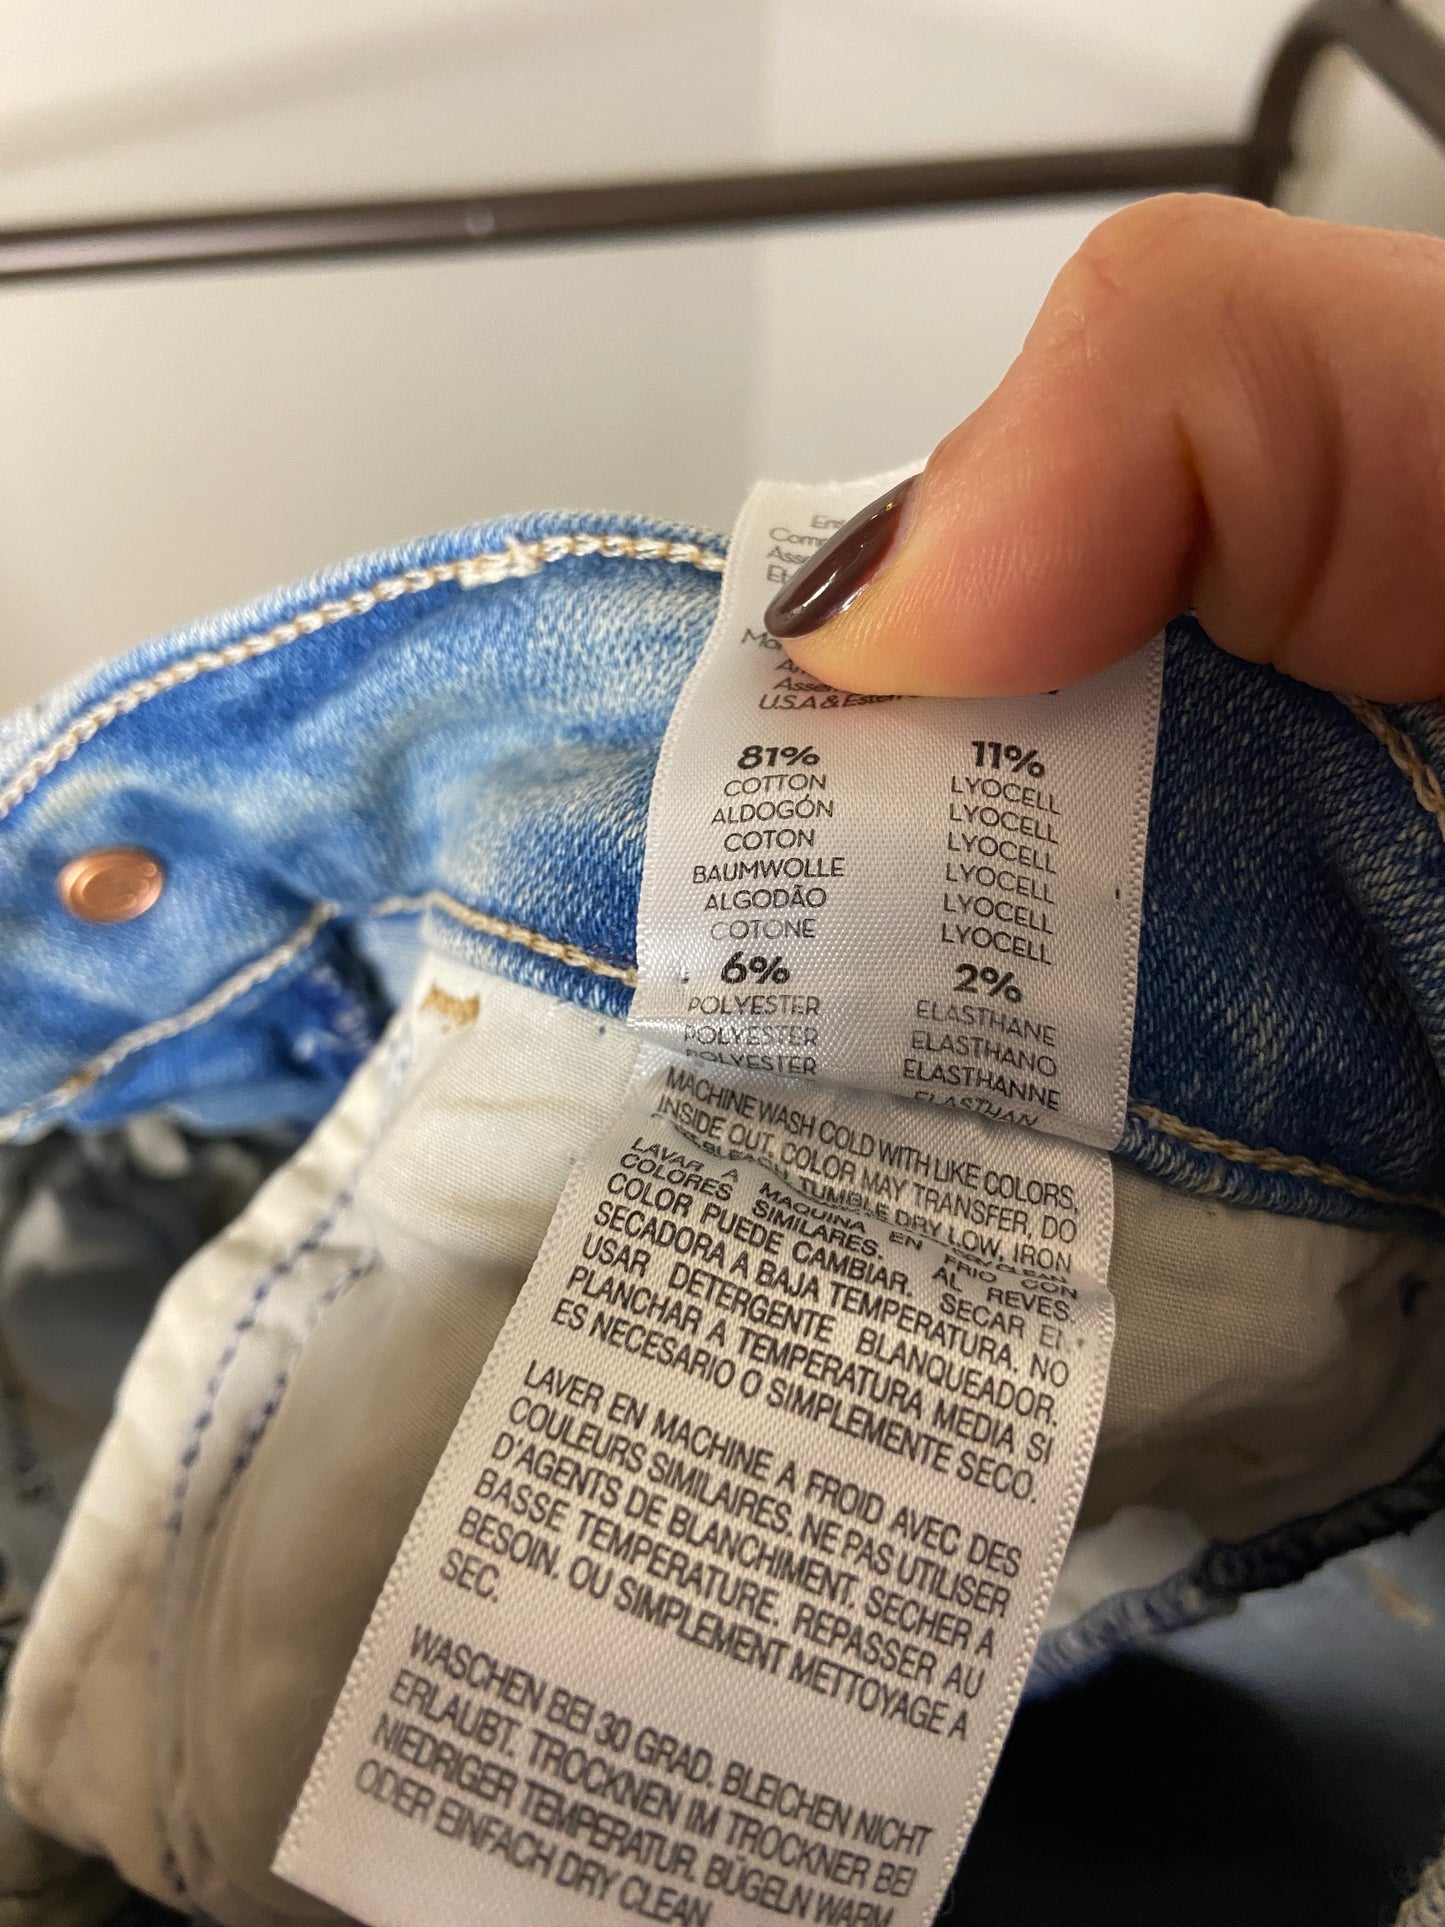 U.S.A &
81%
COTTON
ALDOGÓN
COTON
BAUMWOLLE
ALGODÃO
COTONE
11%
LYOCELL
LYOCELL
LYOCELL
LYOCELL
LYOCELL
LYOCELL
6%
POLYESTER
POLYESTER
POLYESTER
2%
ELASTHANE
ELASTHANO
ELASTHANNE
ELASTHAN
MACHINE WASH COLD WITH LIKE COLORS,
INSIDE OUT. COLOR MAY TRANSFER, DO
TUMBLE DRY LOW. IRON
CLEAN
LAVAR A MAQUINA EN FRIO CON
COLORES SIMILARES. AL REVES.
COLOR PUEDE CAMBIAR. SECAR
SECADORA A BAJA TEMPERATURA. NO
USAR DETERGENTE BLANQUEADOR.
PLANCHAR A TEMPERATURA MEDIA SI
ES NECESARIO O SIMPLEMENTE SECO.
LAVER EN MACHINE A FROID AVEC DES
COULEURS SIMILAIRES. NE PAS UTILISER
D'AGENTS DE BLANCHIMENT. SECHER A
BASSE TEMPERATURE. REPASSER AU
BESOIN. OU SIMPLEMENT METTOYAGE A
SEC.
WASCHEN BEI 30 GRAD. BLEICHEN NICHT
ERLAUBT. TROCKNEN IM TROCKNER BEI
NIEDRIGER TEMPERATUR. BÜGELN WARM
ODER EINFACH DRY CLEAN.